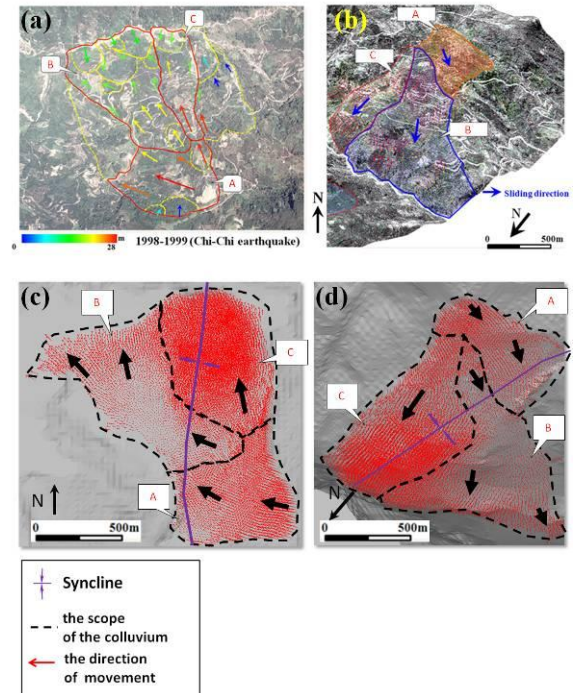 (a)
C
B
A
0
28
m
1998-1999 (Chi-Chi earthquake)
(b)
A
C
B
N
Sliding direction
N
0
500m
(c)
B
C
A
N
0
500m
(d)
A
C
B
N
0
500m
Syncline
the scope
of the colluvium
the direction
of movement